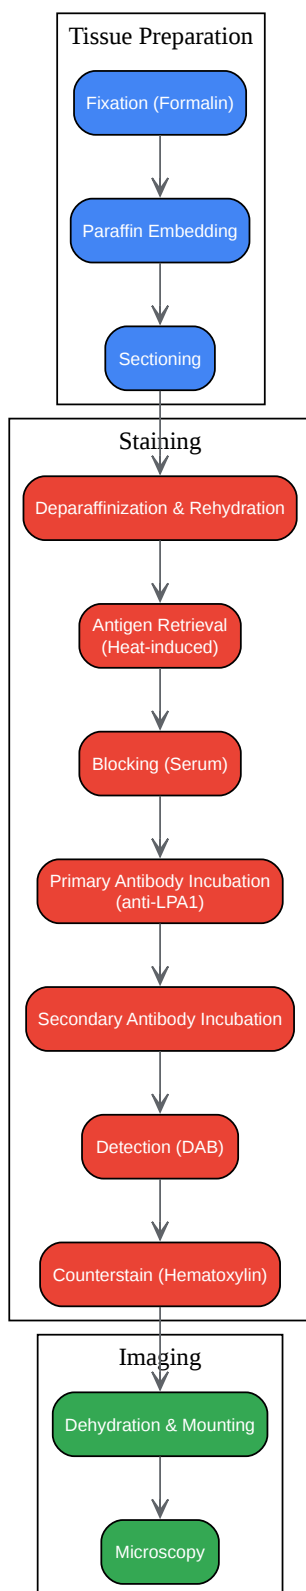 Tissue Preparation
Fixation (Formalin)
Paraffin Embedding
Sectioning
Staining
Deparaffinization & Rehydration
Antigen Retrieval
(Heat-induced)
Blocking (Serum)
Primary Antibody Incubation
(anti-LPA1)
Secondary Antibody Incubation
Detection (DAB)
Counterstain (Hematoxylin)
Imaging
Dehydration & Mounting
Microscopy